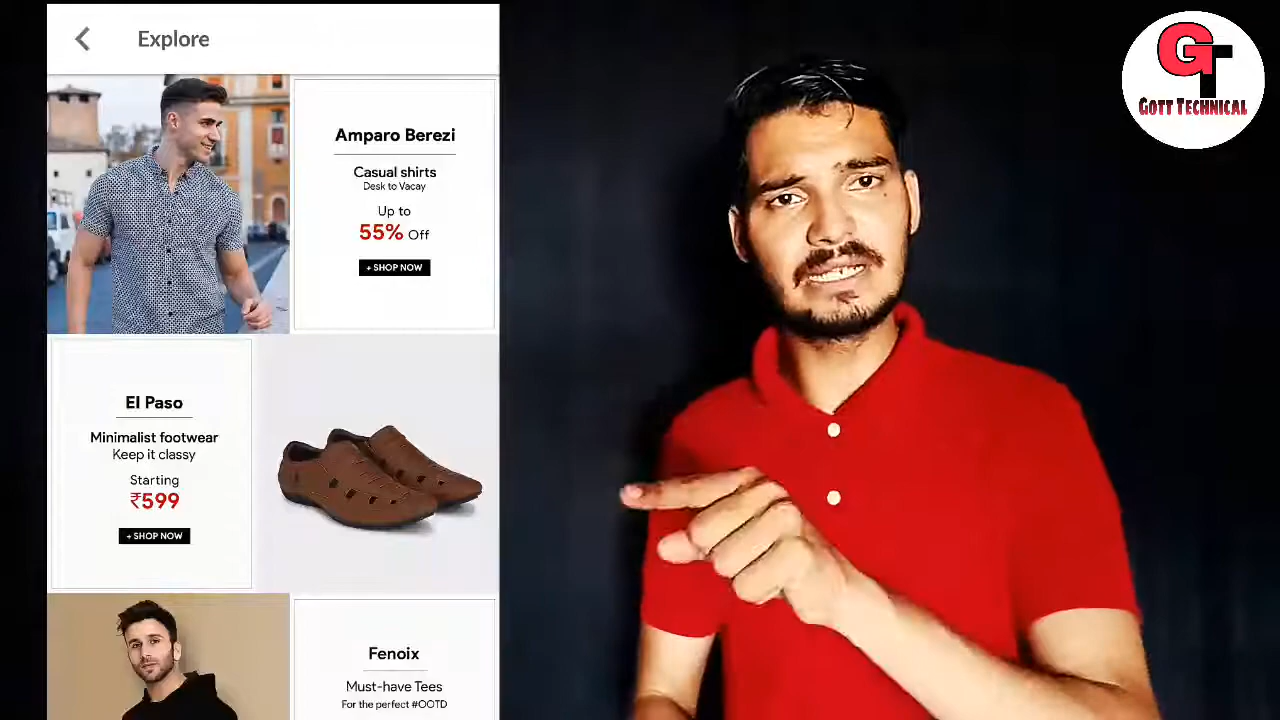 Explore
Amparo Berezi
Casual shirts
Desk to Vacay
Up to
55% Off
+ SHOP NOW
El Paso
Minimalist footwear
Keep it classy
Starting
₹599
+ SHOP NOW
Fenoix
Must-have Tees
For the perfect #OOTD
GT
GOTT TECHNICAL